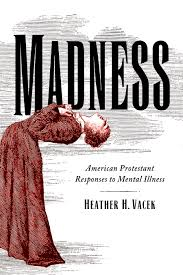 MADNESS
American Protestant
Responses to Mental Illness
HEATHER H. VACEK